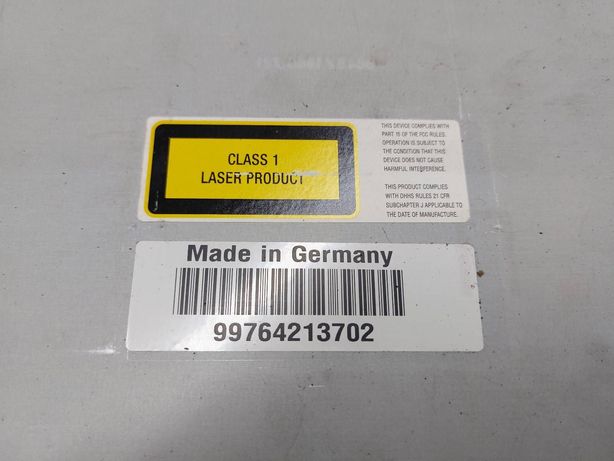 CLASS 1
LASER PRODUCT
THIS DEVICE COMPLIES WITH
PART 15 OF THE FCC RULES.
OPERATION IS SUBJECT TO
THE CONDITION THAT THIS
DEVICE DOES NOT CAUSE
HARMFUL INTERFERENCE.
THIS PRODUCT COMPLIES
WITH DHHS RULES 21 CFR
SUBCHAPTER J APPLICABLE TO
THE DATE OF MANUFACTURE.
Made in Germany
99764213702